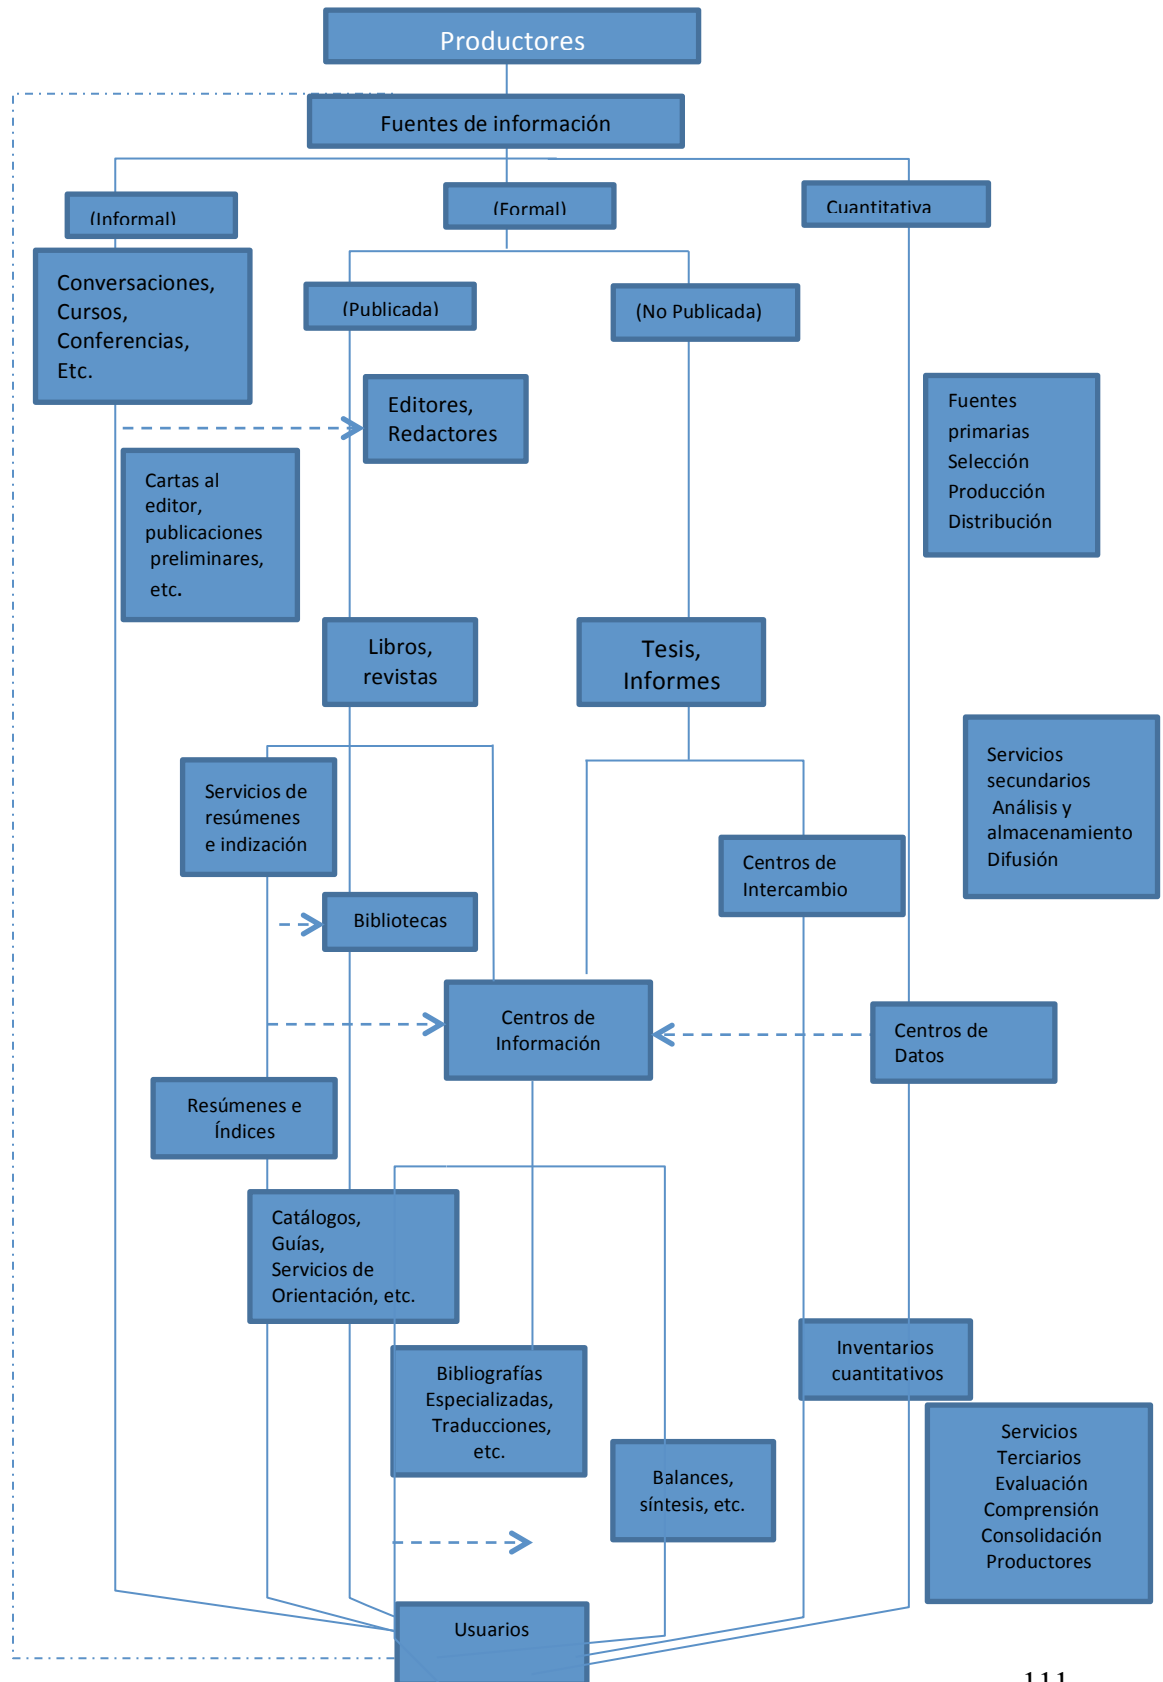 Productores
Fuentes de información
(Informal)
(Formal)
Cuantitativa
Conversaciones,
Cursos,
Conferencias,
Etc.
(Publicada)
(No Publicada)
Editores,
Redactores
Fuentes
primarias
Selección
Producción
Distribución
Cartas al
editor,
publicaciones
preliminares,
etc.
Libros,
revistas
Tesis,
Informes
Servicios de
resúmenes
e indización
Servicios
secundarios
Análisis y
almacenamiento
Difusión
Centros de
Intercambio
Bibliotecas
Centros de
Información
Centros de
Datos
Resúmenes e
Índices
Catálogos,
Guías,
Servicios de
Orientación, etc.
Inventarios
cuantitativos
Bibliografías
Especializadas,
Traducciones,
etc.
Balances,
síntesis, etc.
Servicios
Terciarios
Evaluación
Comprensión
Consolidación
Productores
Usuarios
111